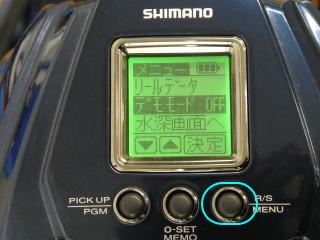 SHIMANO
メニュー
リールデータ
デモモード OFF
水深画面へ
▼ ▲ 決定
PICK UP
PGM
0-SET
MEMO
R/S
MENU